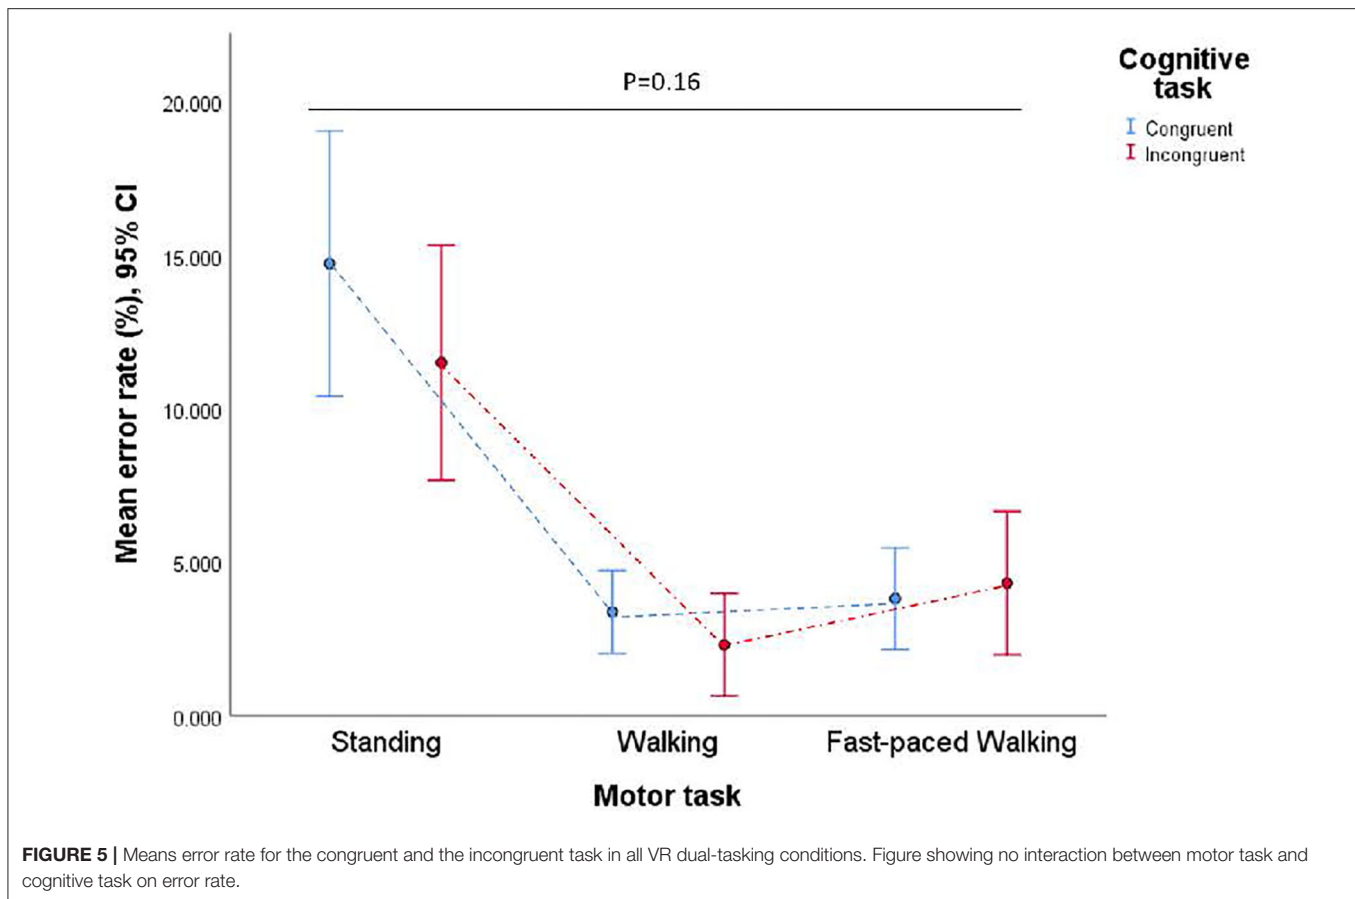 P=0.16
Cognitive
task
Congruent
Incongruent
Mean error rate (%), 95% CI
20.000
15.000
10.000
5.000
0.000
Standing
Walking
Fast-paced Walking
Motor task
FIGURE 5 | Means error rate for the congruent and the incongruent task in all VR dual-tasking conditions. Figure showing no interaction between motor task and
cognitive task on error rate.